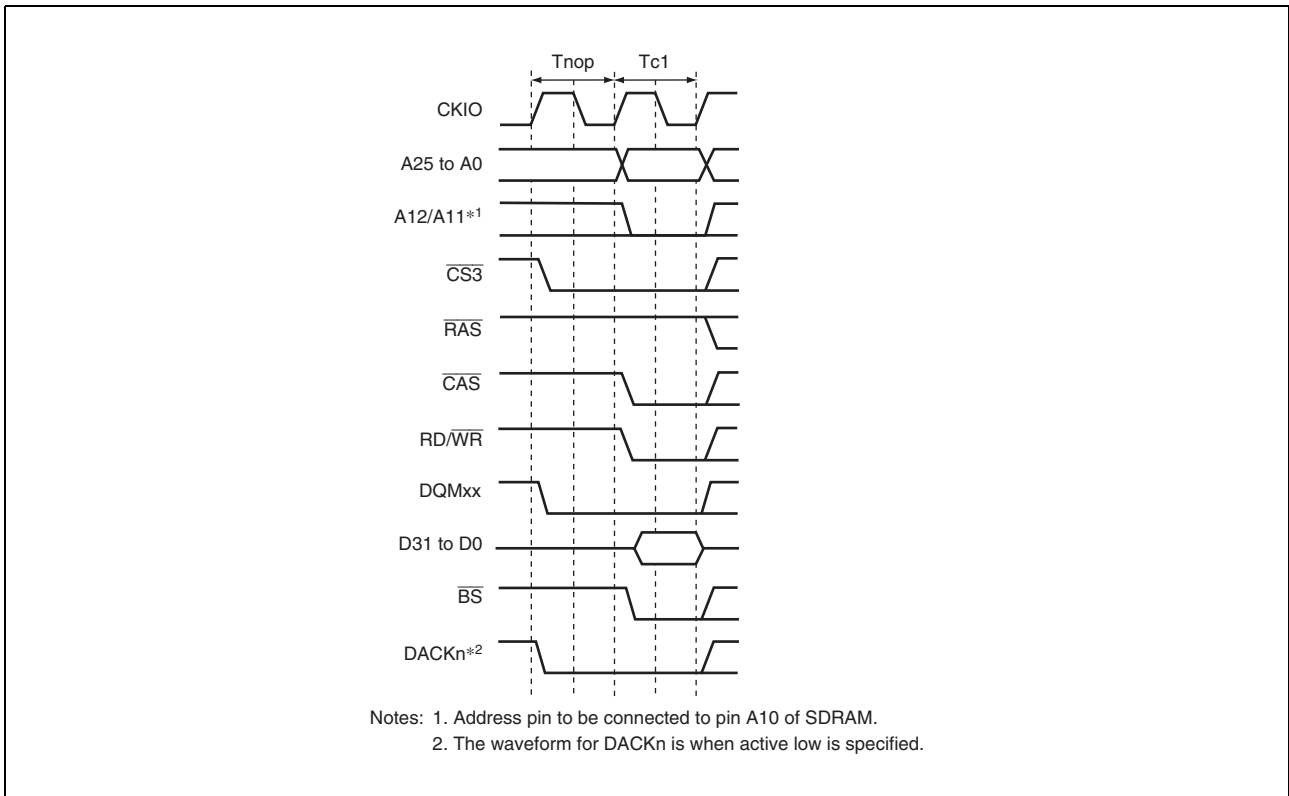 Tnop Tc1
CKIO
A25 to A0
A12/A11*1
CS3
RAS
CAS
RD/WR
DQMxx
D31 to D0
BS
DACKn*2
Notes: 1. Address pin to be connected to pin A10 of SDRAM.
2. The waveform for DACKn is when active low is specified.